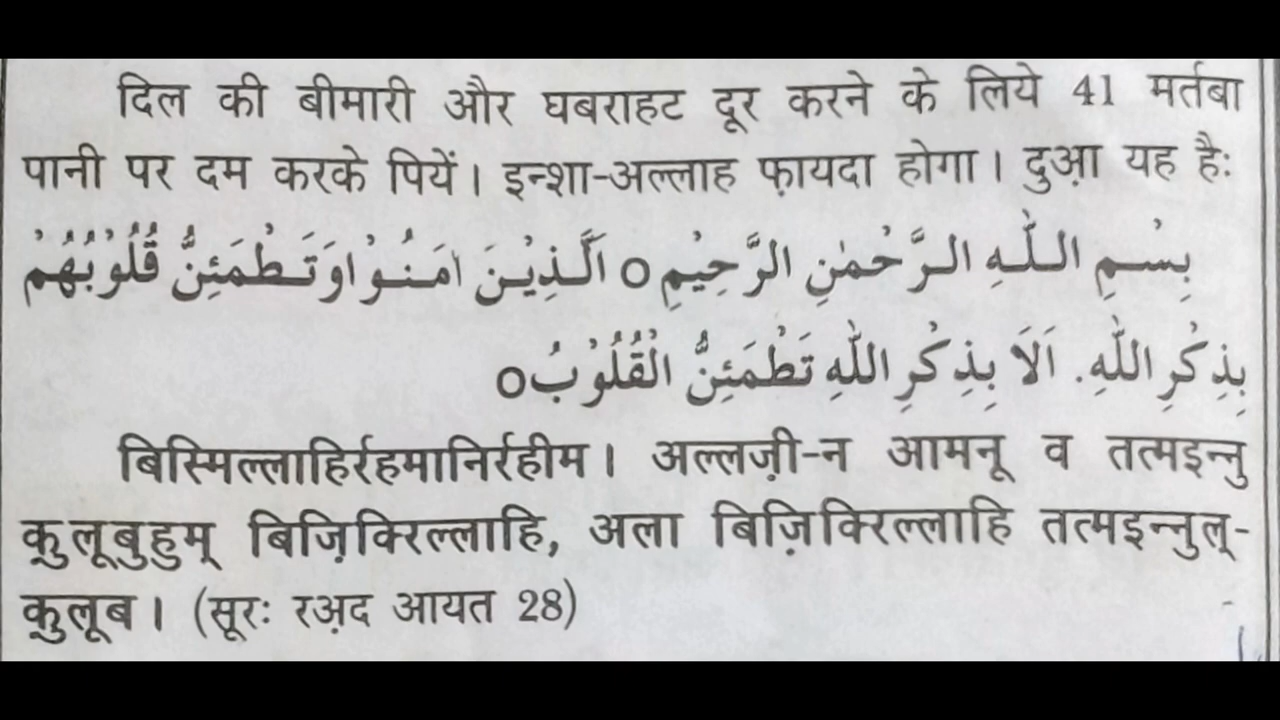 दिल की बीमारी और घबराहट दूर करने के लिये 41 मर्तबा
पानी पर दम करके पियें। इन्शा-अल्लाह फ़ायदा होगा। दुआ़ यह है:
بِسْمِ اللّٰهِ الرَّحْمٰنِ الرَّحِيْمِ ٥ اَلَّذِيْنَ اٰمَنُوْا وَتَطْمَئِنُّ قُلُوْبُهُمْ
بِذِكْرِ اللّٰهِ. اَلَا بِذِكْرِ اللّٰهِ تَطْمَئِنُّ الْقُلُوْبُ ٥
बिस्मिल्लाहिर्रहमानिर्रहीम। अल्लज़ी-न आमनू व तत्मइन्नु
क़ुलूबुहुम् बिज़िक्रिल्लाहि, अला बिज़िक्रिल्लाहि तत्मइन्नुल्-
क़ुलूब। (सूरः रअ़द आयत 28)